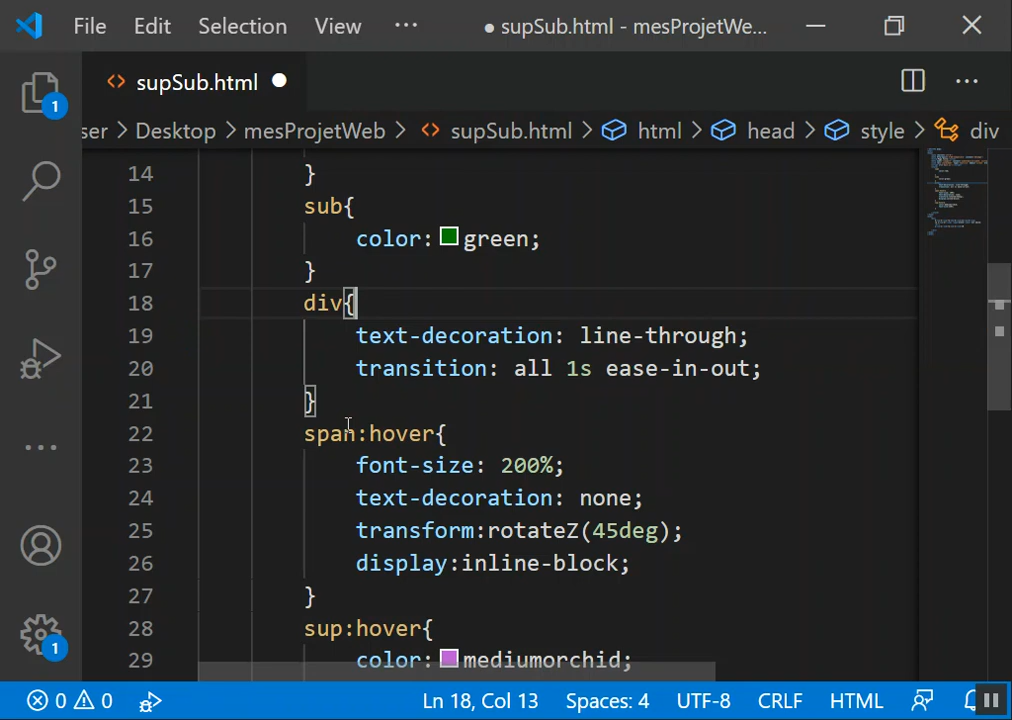 File Edit Selection View ··· ● supSub.html - mesProjetWe...
<> supSub.html ● ···
ser > Desktop > mesProjetWeb > <> supSub.html > html > head > style > div
14 }
15 sub{
16 color: green;
17 }
18 div{
19 text-decoration: line-through;
20 transition: all 1s ease-in-out;
21 }
22 span:hover{
23 font-size: 200%;
24 text-decoration: none;
25 transform:rotateZ(45deg);
26 display:inline-block;
27 }
28 sup:hover{
29 color: mediumorchid;
1
1
0 0 Ln 18, Col 13 Spaces: 4 UTF-8 CRLF HTML